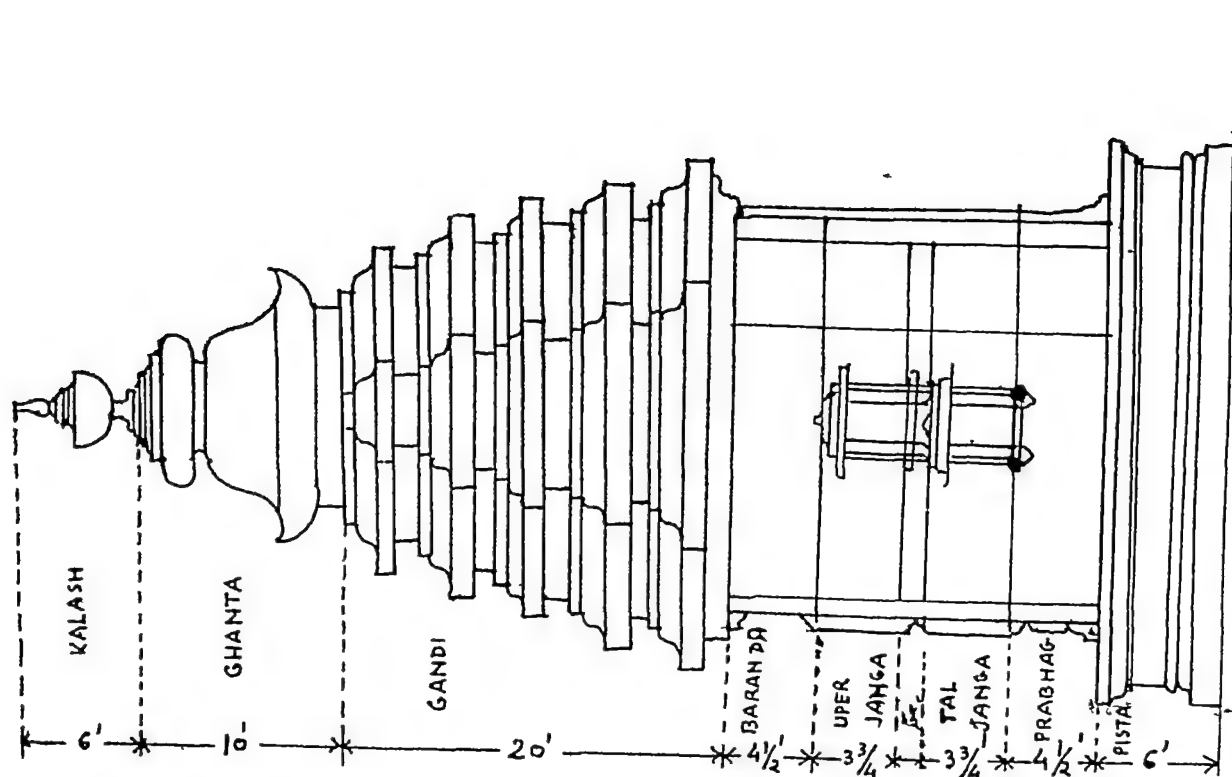 KALASH
GHANTA
GANDI
BARANDA
UPER
JANGA
TAL
JANGA
PRABHAG
PISTA
6'
10'
20'
4½'
3¾'
3¾'
4½'
6'